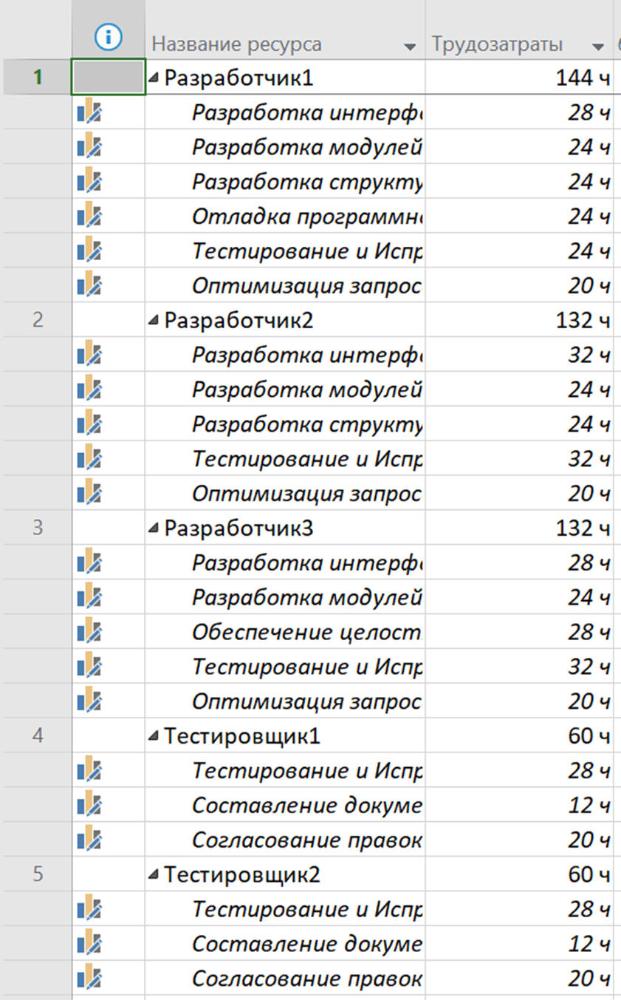 Название ресурса Трудозатраты
1 Разработчик1 144 ч
Разработка интерф 28 ч
Разработка модулей 24 ч
Разработка структу 24 ч
Отладка программн 24 ч
Тестирование и Испр 24 ч
Оптимизация запрос 20 ч
2 Разработчик2 132 ч
Разработка интерф 32 ч
Разработка модулей 24 ч
Разработка структу 24 ч
Тестирование и Испр 32 ч
Оптимизация запрос 20 ч
3 Разработчик3 132 ч
Разработка интерф 28 ч
Разработка модулей 24 ч
Обеспечение целост 28 ч
Тестирование и Испр 32 ч
Оптимизация запрос 20 ч
4 Тестировщик1 60 ч
Тестирование и Испр 28 ч
Составление докуме 12 ч
Согласование правок 20 ч
5 Тестировщик2 60 ч
Тестирование и Испр 28 ч
Составление докуме 12 ч
Согласование правок 20 ч